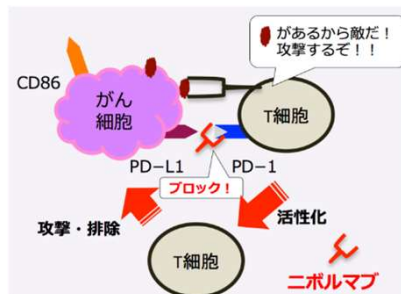 があるから敵だ！
攻撃するぞ！！
CD86
がん
細胞
T細胞
PD-L1
PD-1
ブロック！
攻撃・排除
活性化
T細胞
ニボルマブ